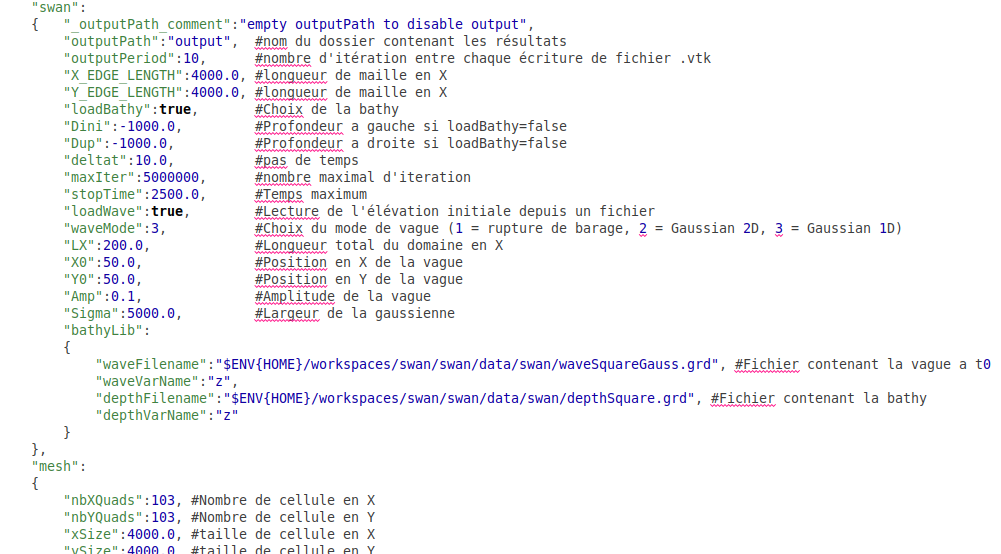 "swan":
{   "_outputPath_comment":"empty outputPath to disable output",
    "outputPath":"output",  #nom du dossier contenant les résultats
    "outputPeriod":10,      #nombre d'itération entre chaque écriture de fichier .vtk
    "X_EDGE_LENGTH":4000.0, #longueur de maille en X
    "Y_EDGE_LENGTH":4000.0, #longueur de maille en X
    "loadBathy":true,       #Choix de la bathy
    "Dini":-1000.0,         #Profondeur a gauche si loadBathy=false
    "Dup":-1000.0,          #Profondeur a droite si loadBathy=false
    "deltat":10.0,          #pas de temps
    "maxIter":5000000,      #nombre maximal d'iteration
    "stopTime":2500.0,      #Temps maximum
    "loadWave":true,        #Lecture de l'élévation initiale depuis un fichier
    "waveMode":3,           #Choix du mode de vague (1 = rupture de barage, 2 = Gaussian 2D, 3 = Gaussian 1D)
    "LX":200.0,             #Longueur total du domaine en X
    "X0":50.0,              #Position en X de la vague
    "Y0":50.0,              #Position en Y de la vague
    "Amp":0.1,              #Amplitude de la vague
    "Sigma":5000.0,         #Largeur de la gaussienne
    "bathyLib":
    {
        "waveFilename":"$ENV{HOME}/workspaces/swan/swan/data/swan/waveSquareGauss.grd", #Fichier contenant la vague a t0
        "waveVarName":"z",
        "depthFilename":"$ENV{HOME}/workspaces/swan/swan/data/swan/depthSquare.grd", #Fichier contenant la bathy
        "depthVarName":"z"
    }
},
"mesh":
{
    "nbXQuads":103, #Nombre de cellule en X
    "nbYQuads":103, #Nombre de cellule en Y
    "xSize":4000.0, #taille de cellule en X
    "ySize":4000.0, #taille de cellule en Y